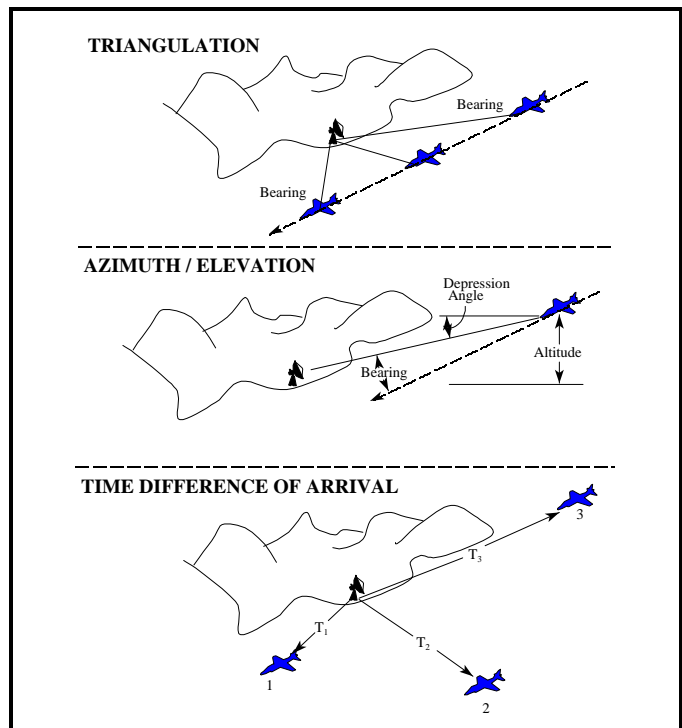 TRIANGULATION
Bearing
Bearing
AZIMUTH / ELEVATION
Depression
Angle
Altitude
Bearing
TIME DIFFERENCE OF ARRIVAL
3
T3
T1
T2
1
2